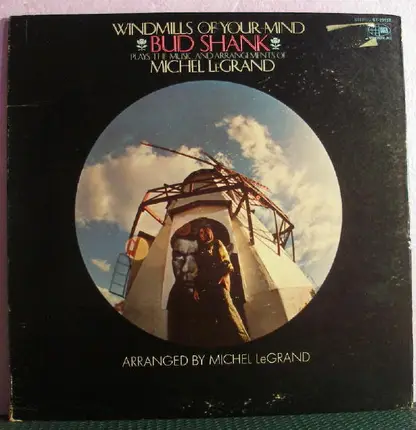 WINDMILLS OF YOUR MIND
BUD SHANK
PLAYS THE MUSIC AND ARRANGEMENTS OF
MICHEL LeGRAND
ARRANGED BY MICHEL LeGRAND